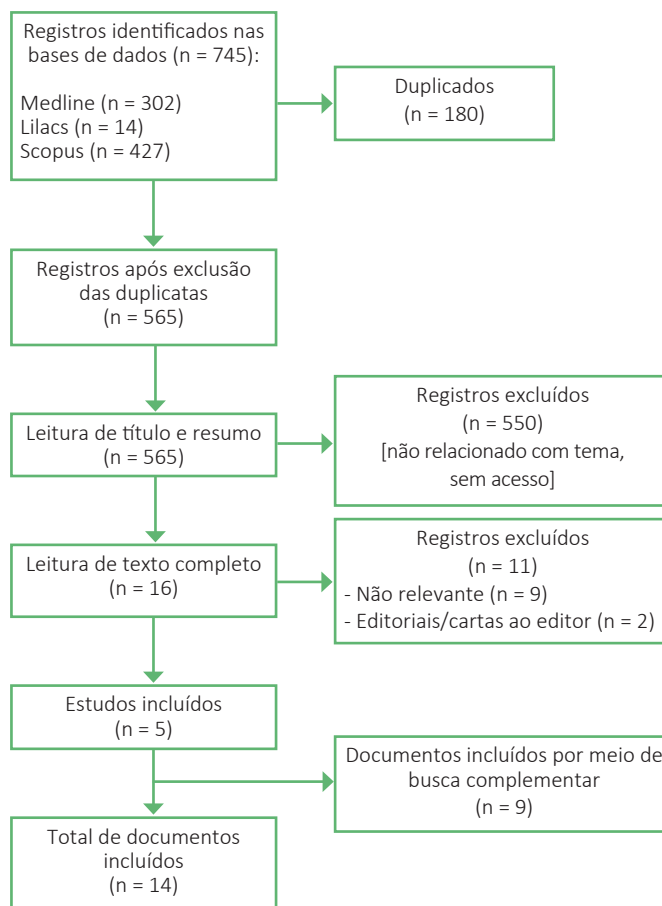 Registros identificados nas
bases de dados (n = 745):
Medline (n = 302)
Lilacs (n = 14)
Scopus (n = 427)
Duplicados
(n = 180)
Registros após exclusão
das duplicatas
(n = 565)
Leitura de título e resumo
(n = 565)
Registros excluídos
(n = 550)
[não relacionado com tema,
sem acesso]
Leitura de texto completo
(n = 16)
Registros excluídos
(n = 11)
- Não relevante (n = 9)
- Editoriais/cartas ao editor (n = 2)
Estudos incluídos
(n = 5)
Documentos incluídos por meio de
busca complementar
(n = 9)
Total de documentos
incluídos
(n = 14)